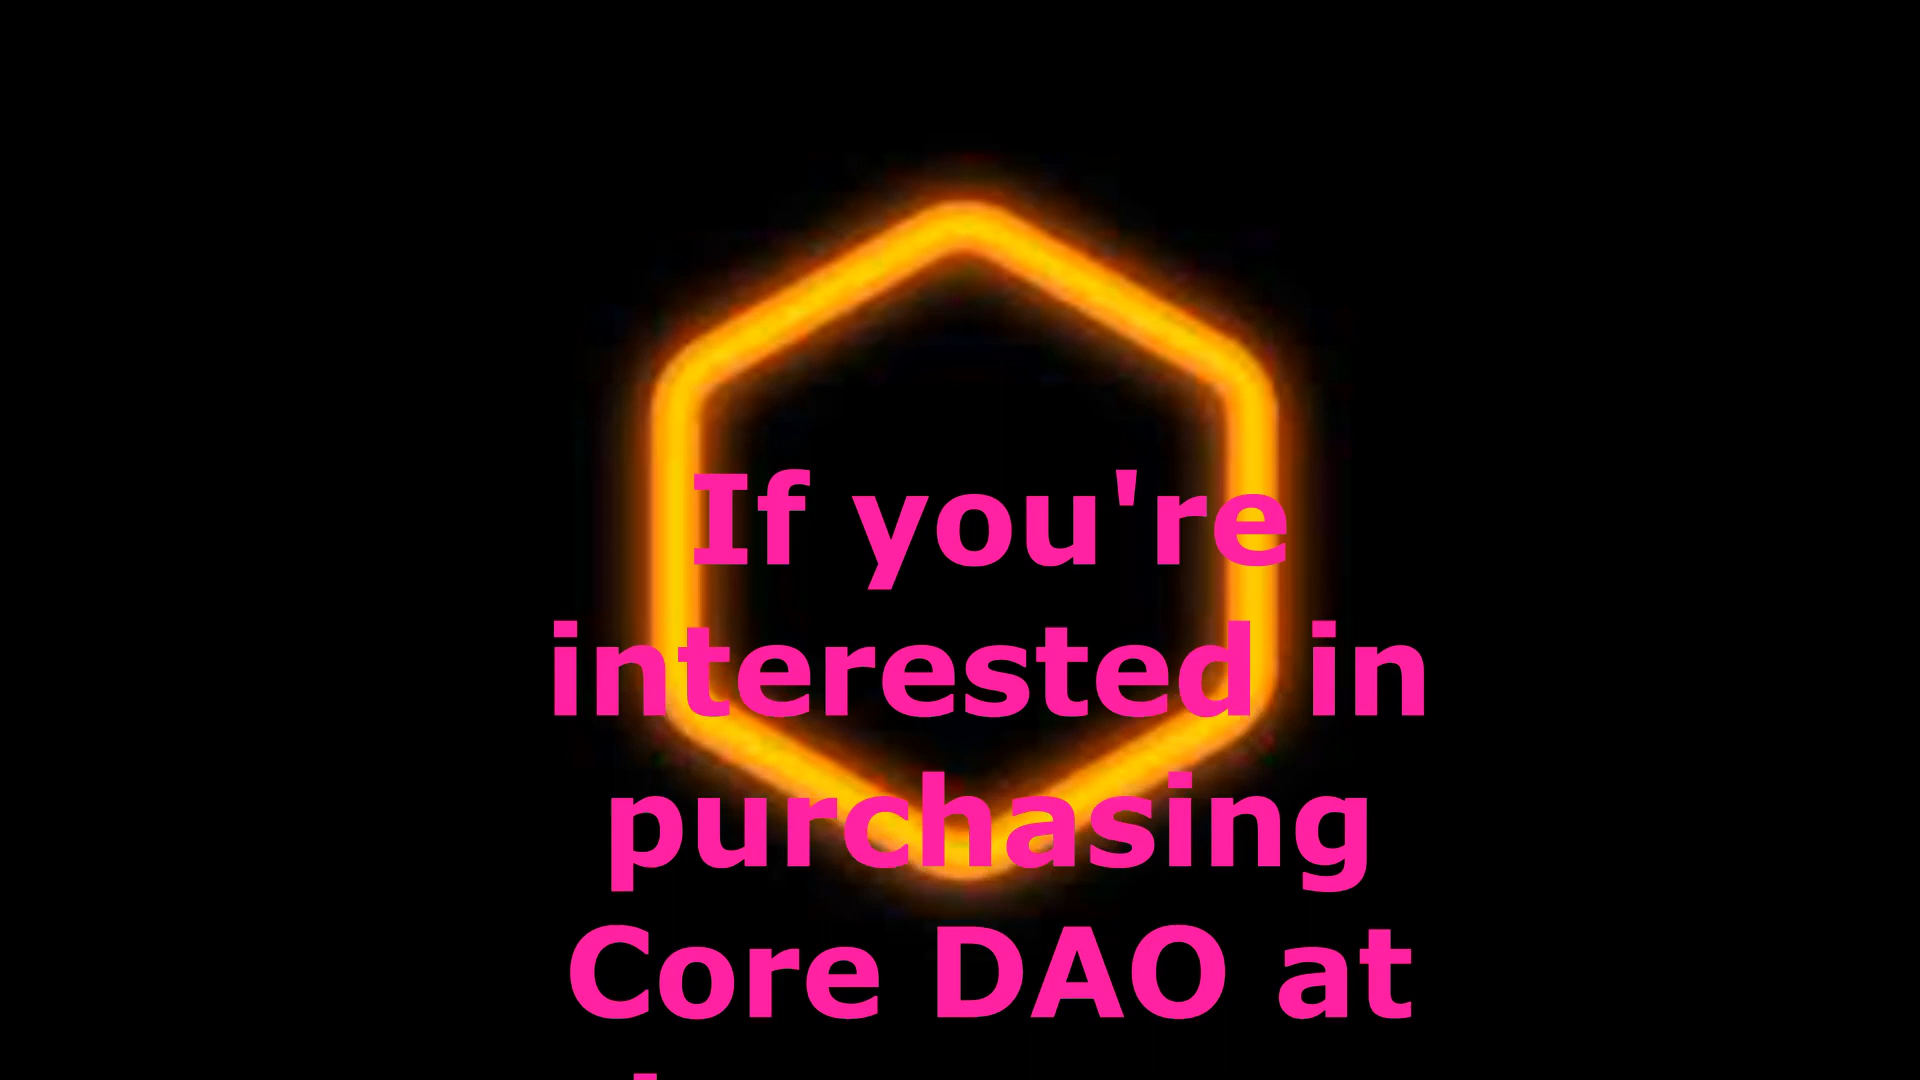 If you're
interested in
purchasing
Core DAO at